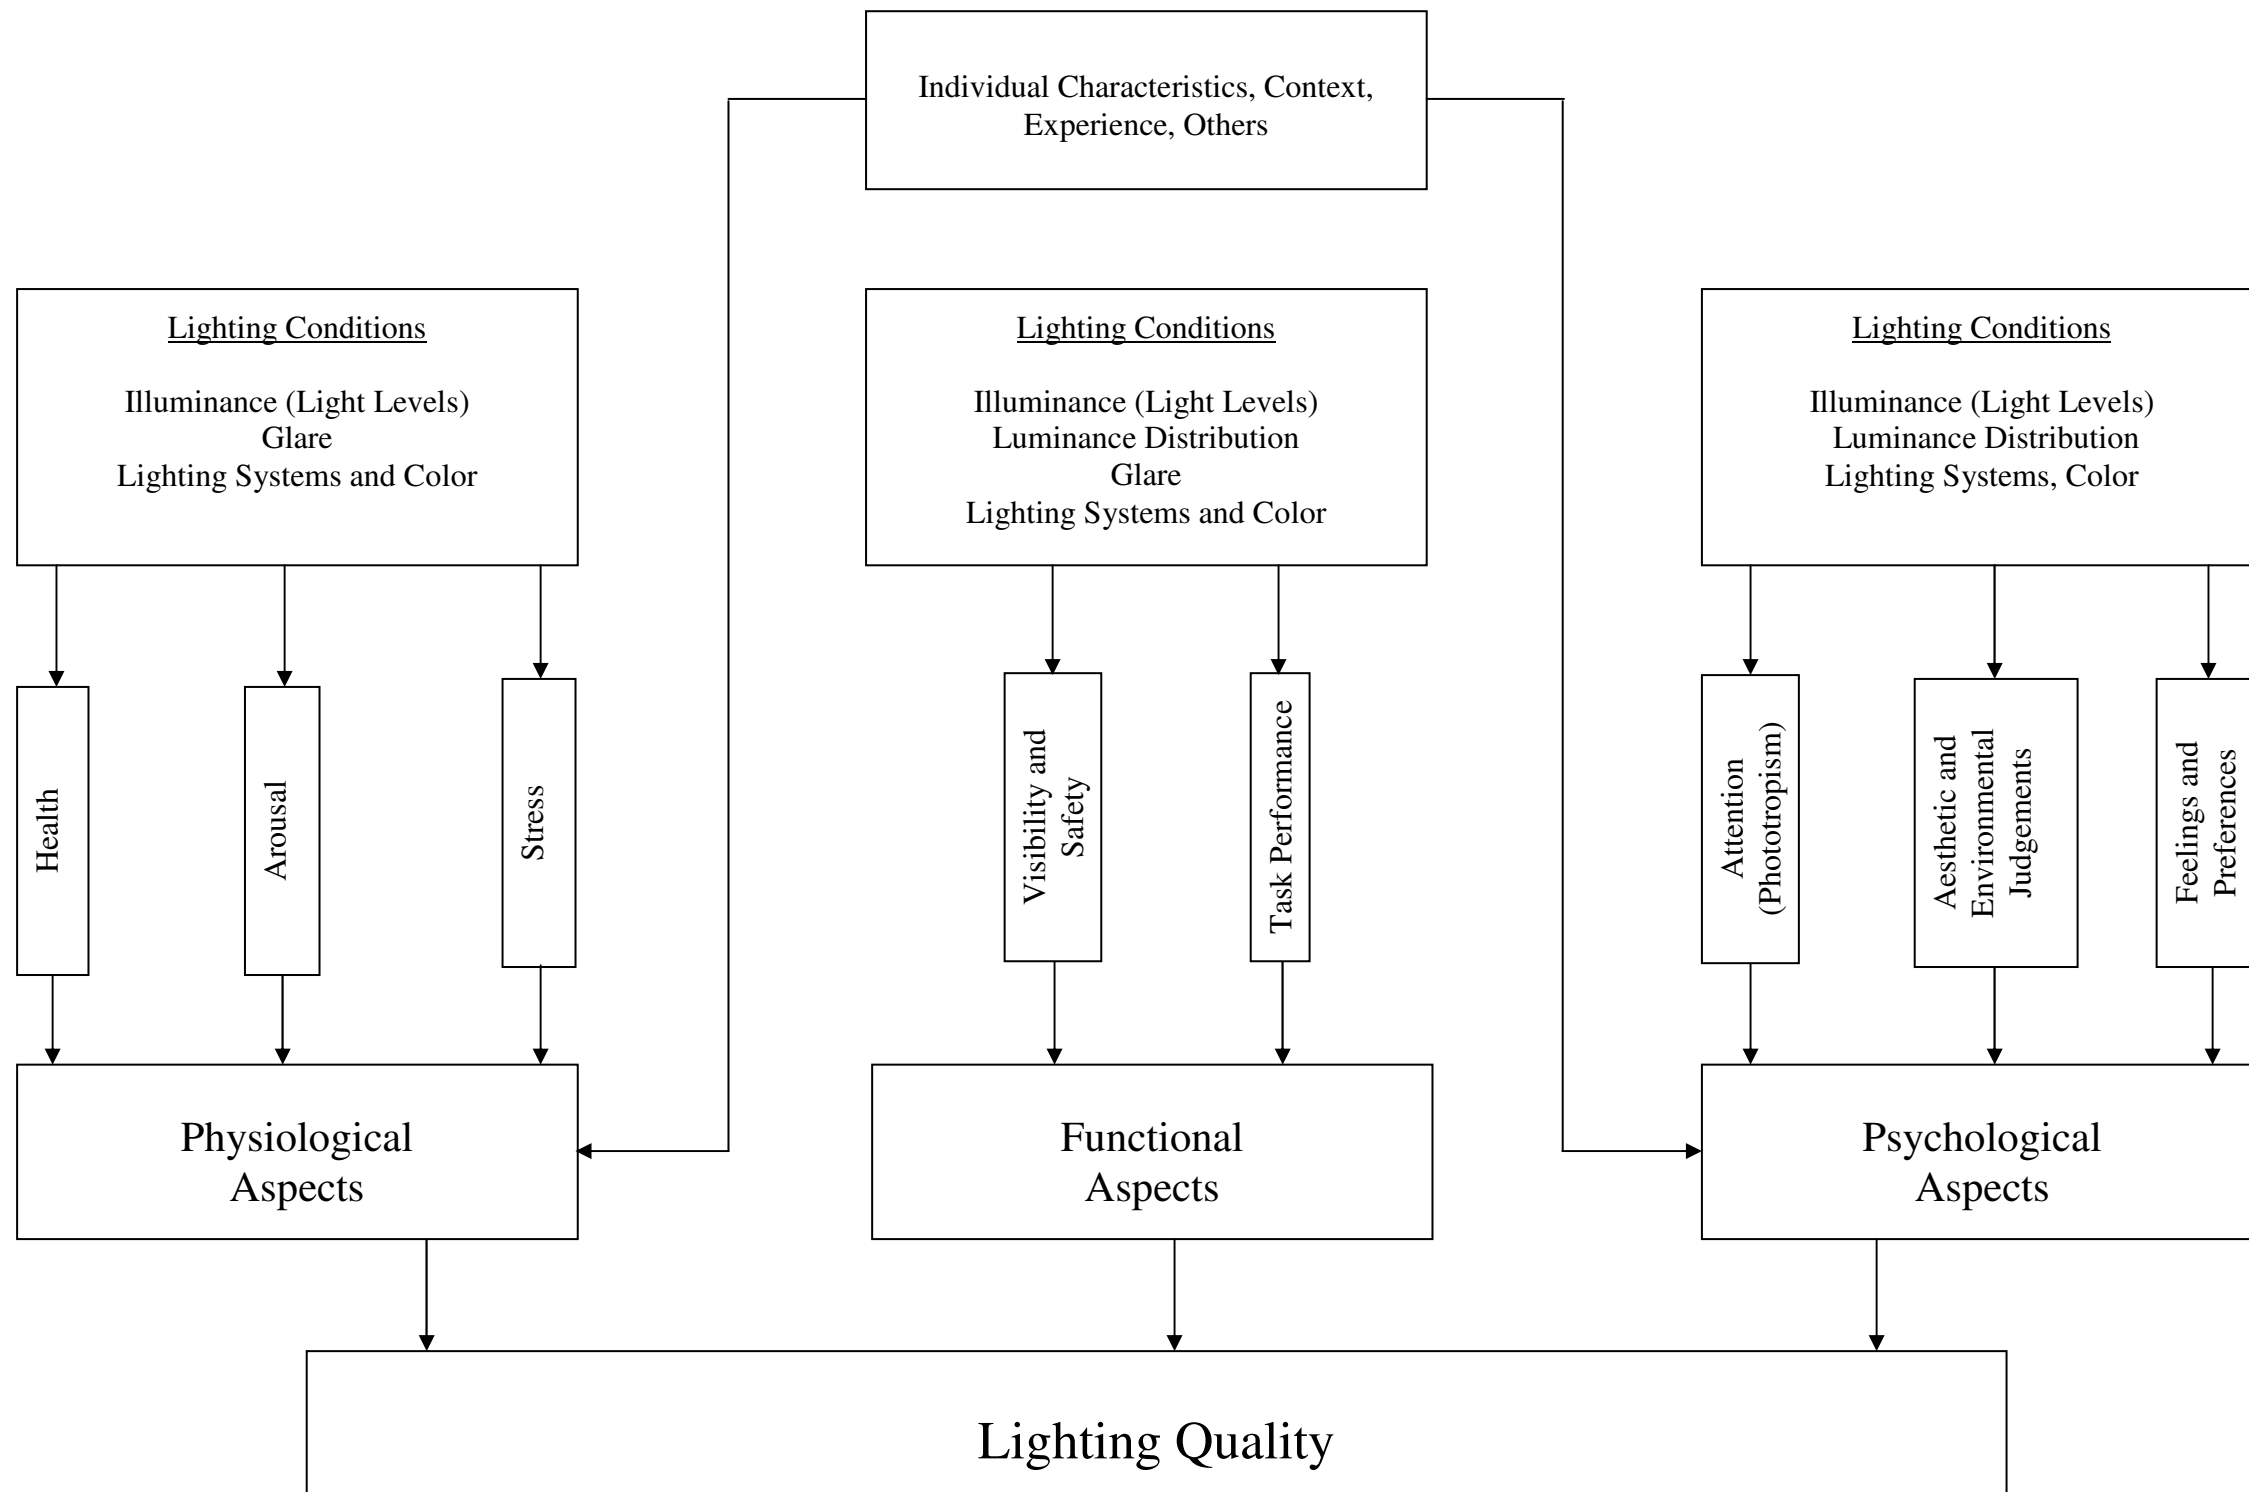 Individual Characteristics, Context,
Experience, Others
Lighting Conditions
Illuminance (Light Levels)
Glare
Lighting Systems and Color
Lighting Conditions
Illuminance (Light Levels)
Luminance Distribution
Glare
Lighting Systems and Color
Lighting Conditions
Illuminance (Light Levels)
Luminance Distribution
Lighting Systems, Color
Health
Arousal
Stress
Visibility and
Safety
Task Performance
Attention
(Phototropism)
Aesthetic and
Environmental
Judgements
Feelings and
Preferences
Physiological
Aspects
Functional
Aspects
Psychological
Aspects
Lighting Quality